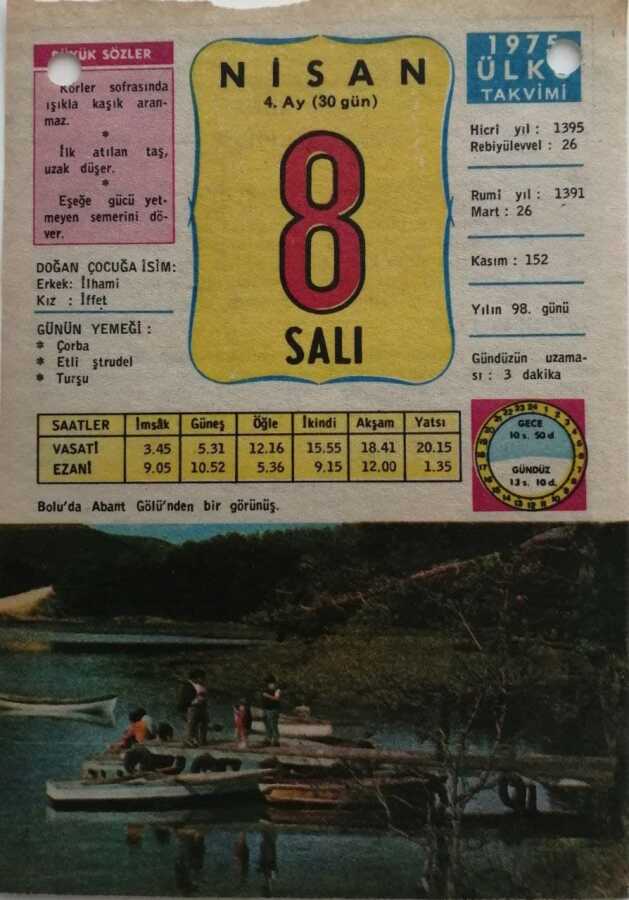 BÜYÜK SÖZLER
Körler sofrasında
ışıkla kaşık aran-
maz.
*
İlk atılan taş,
uzak düşer.
*
Eşeğe gücü yet-
meyen semerini dö-
ver.
DOĞAN ÇOCUĞA İSİM:
Erkek: İlhami
Kız : İffet
GÜNÜN YEMEĞİ :
* Çorba
* Etli ştrudel
* Turşu
NİSAN
4. Ay (30 gün)
8
SALI
1975
ÜLKÜ
TAKVİMİ
Hicrî yıl : 1395
Rebiyülevvel : 26
Rumî yıl : 1391
Mart : 26
Kasım : 152
Yılın 98. günü
Gündüzün uzama-
sı : 3 dakika
SAATLER İmsâk Güneş Öğle İkindi Akşam Yatsı
VASATİ 3.45 5.31 12.16 15.55 18.41 20.15
EZANİ 9.05 10.52 5.36 9.15 12.00 1.35
GECE
10 s. 50 d.
GÜNDÜZ
13 s. 10 d.
Bolu'da Abant Gölü'nden bir görünüş.